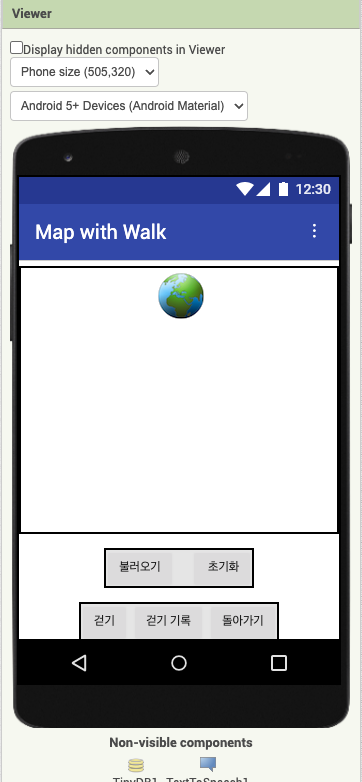 Viewer
Display hidden components in Viewer
Phone size (505,320)
Android 5+ Devices (Android Material)
12:30
Map with Walk
불러오기 초기화
걷기 걷기 기록 돌아가기
Non-visible components
TinyDB1 TextToSpeech1